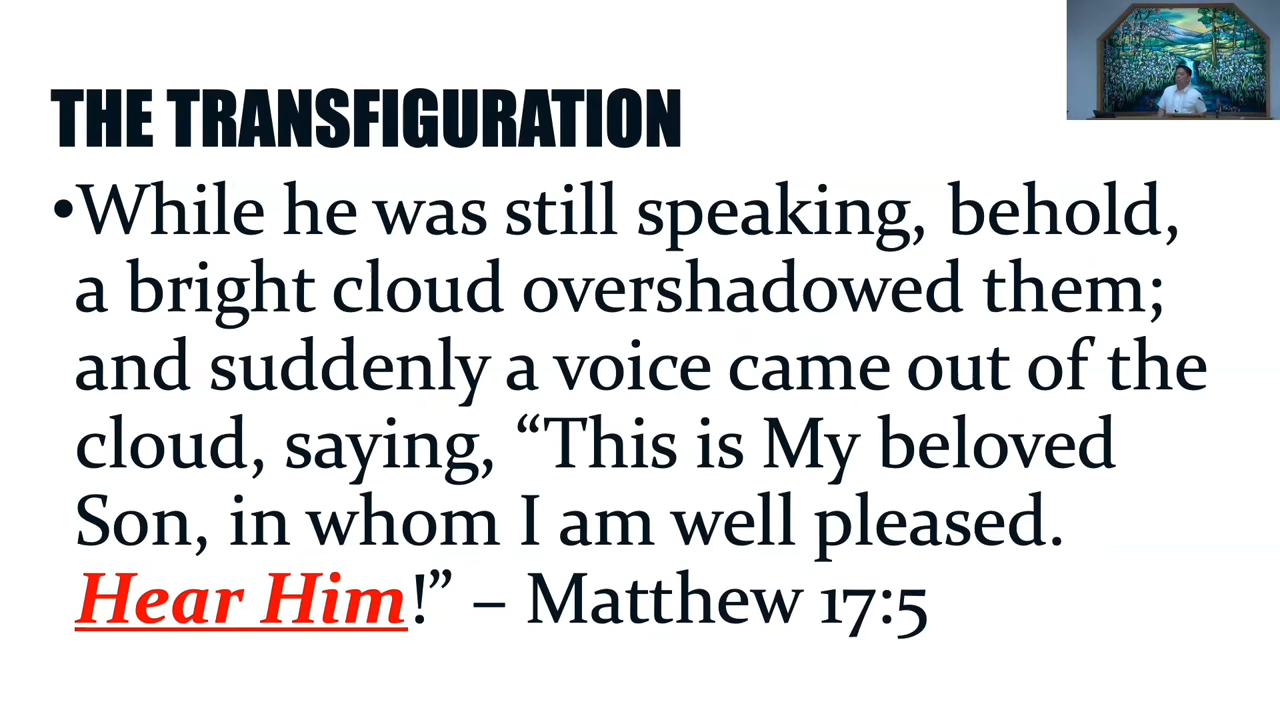 THE TRANSFIGURATION
•While he was still speaking, behold,
a bright cloud overshadowed them;
and suddenly a voice came out of the
cloud, saying, “This is My beloved
Son, in whom I am well pleased.
Hear Him!” – Matthew 17:5